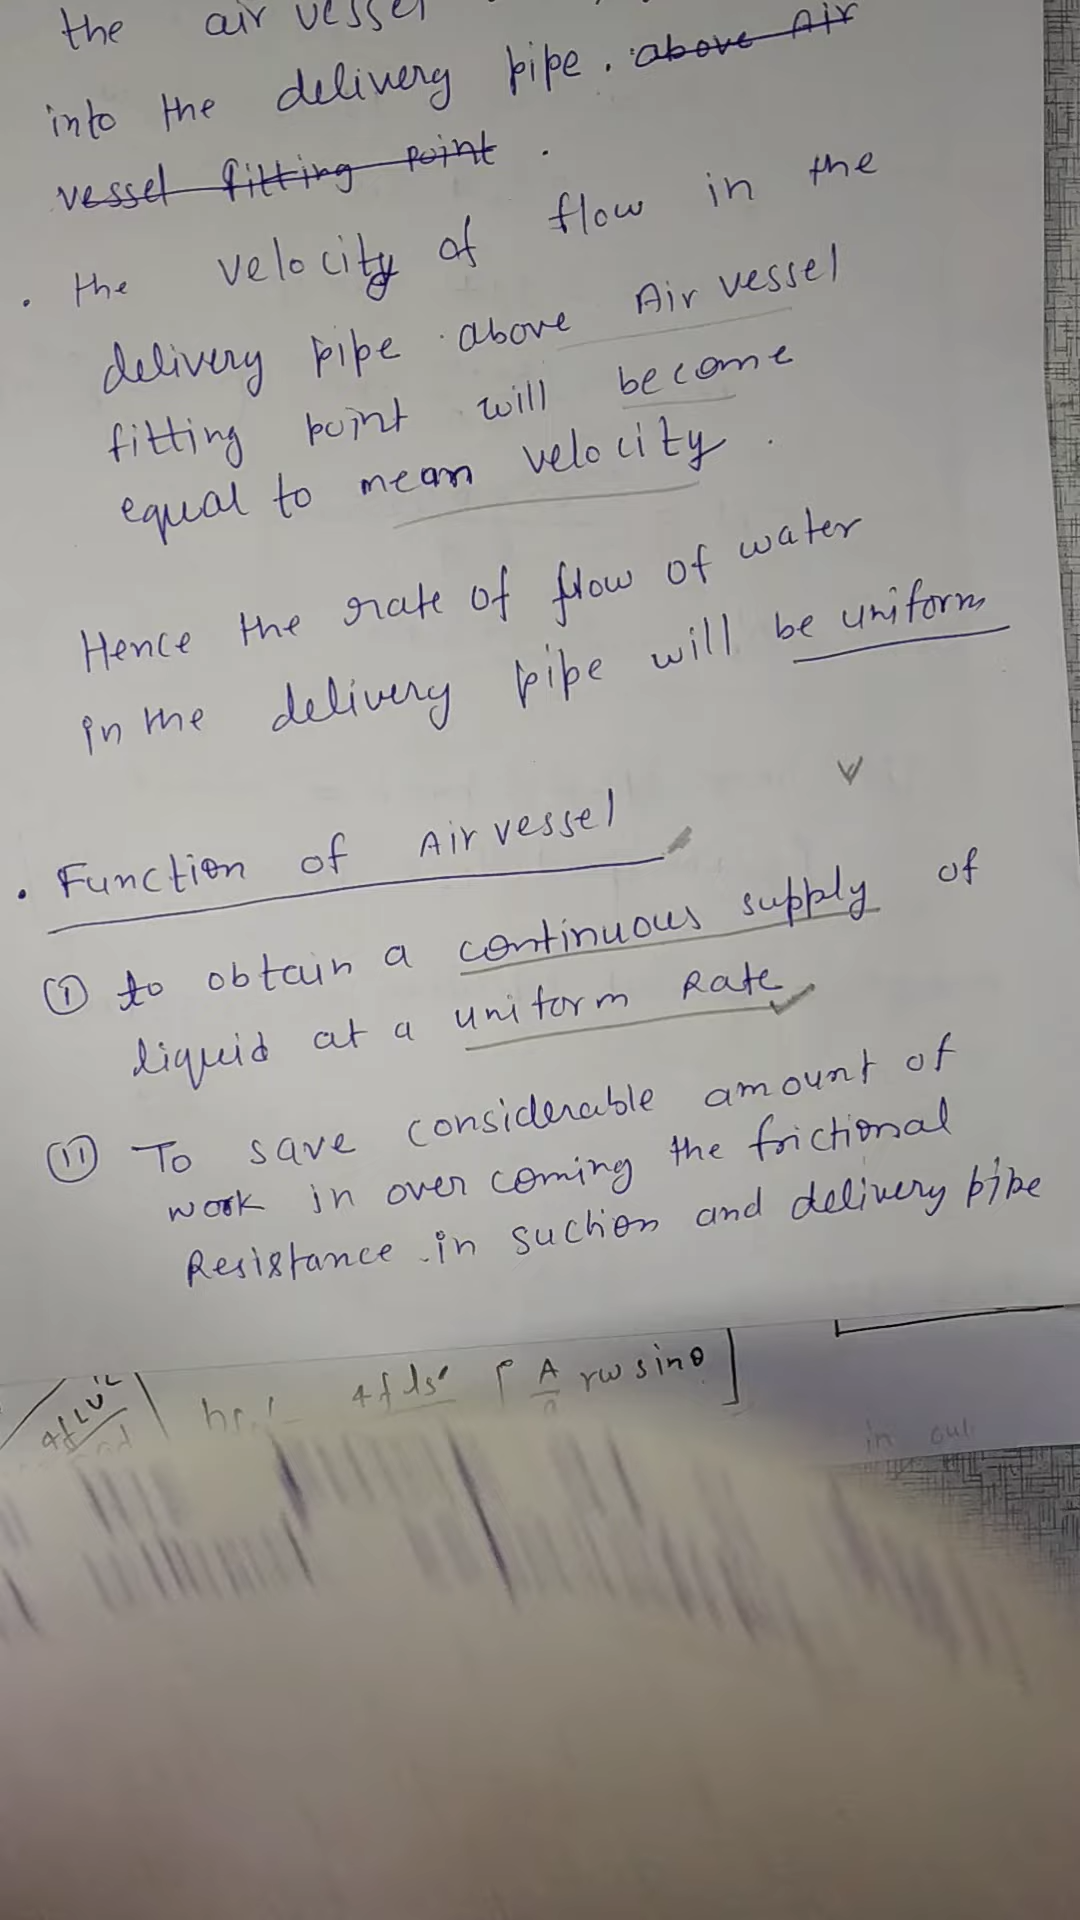 the air vessel
into the delivery pipe. above Air
vessel fitting point.
. the velocity of flow in the
delivery pipe above Air vessel
fitting point will become
equal to mean velocity.
Hence the rate of flow of water
in the delivery pipe will be uniform
. Function of Air vessel
(i) to obtain a continuous supply of
liquid at a uniform Rate
(ii) To save considerable amount of
work in over coming the frictional
Resistance in suction and delivery pipe
A rw sinθ ]
in